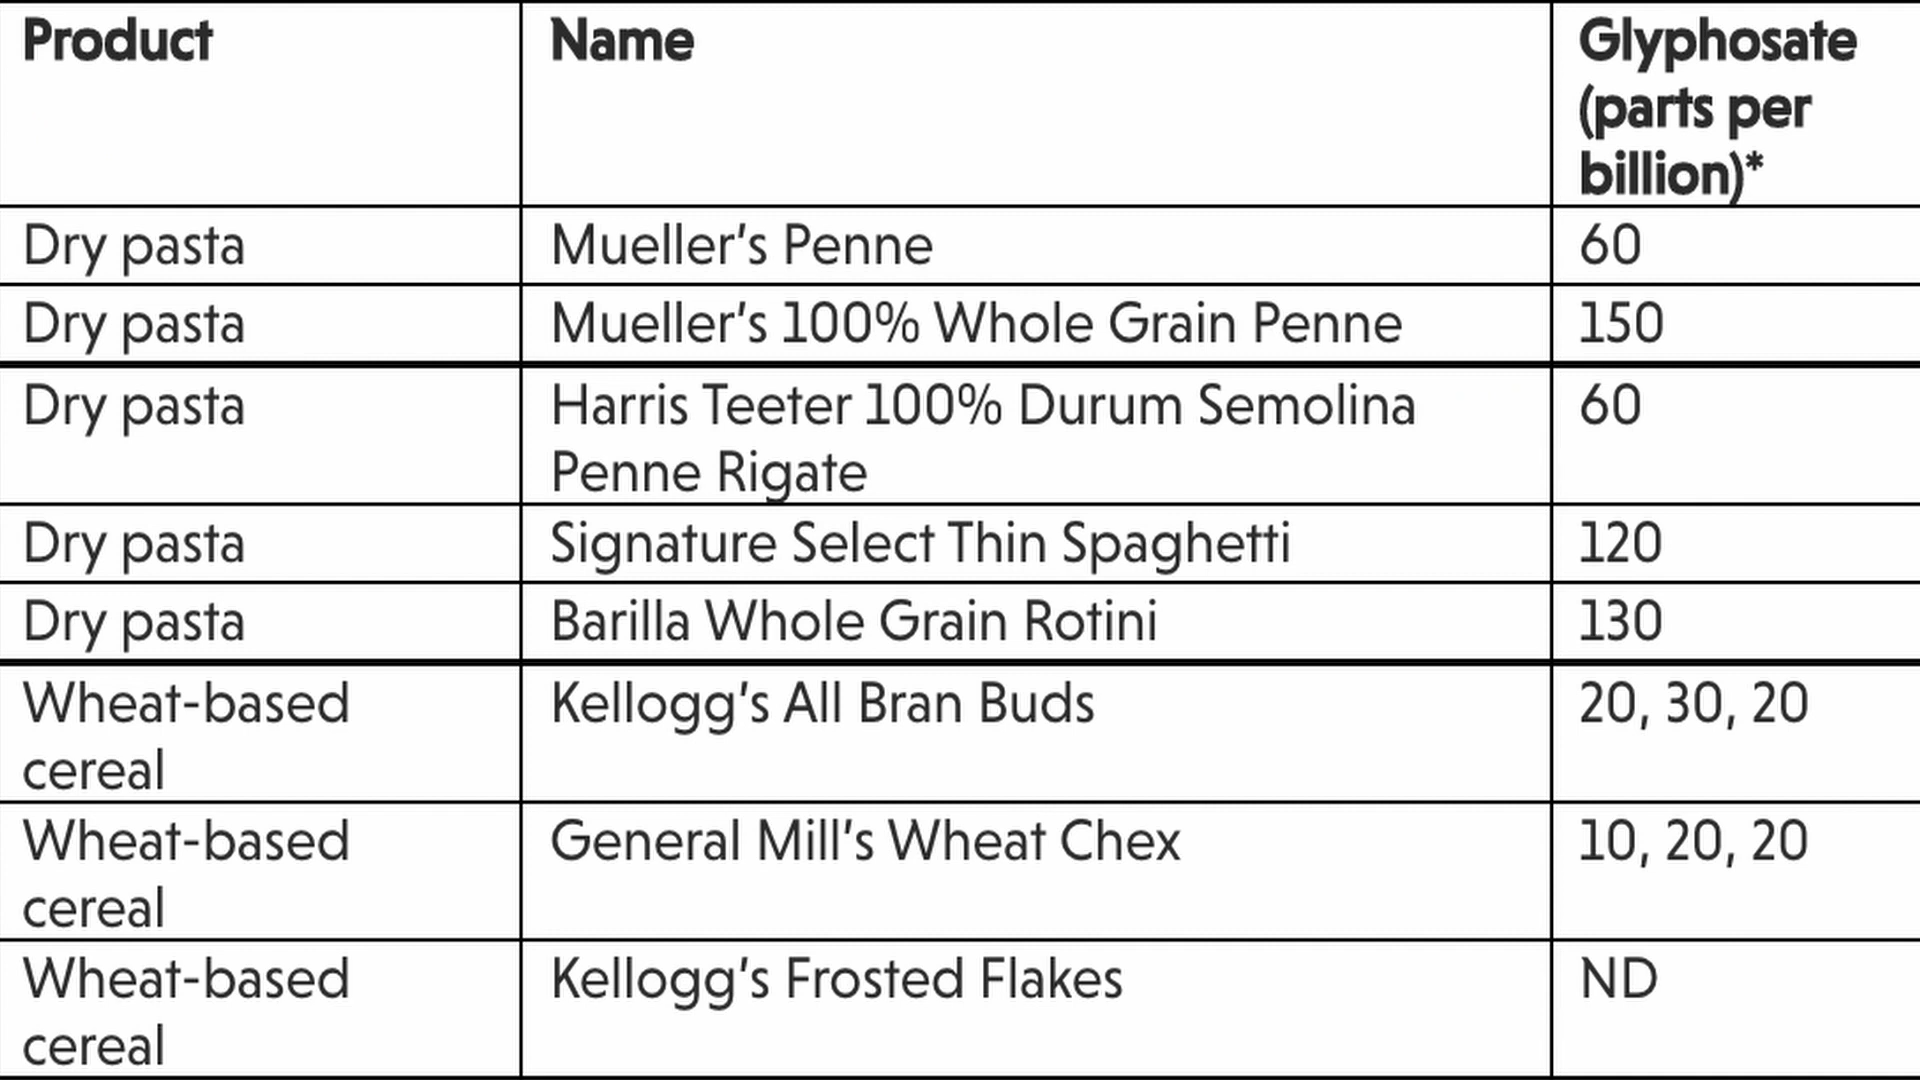 Product Name Glyphosate
(parts per
billion)*
Dry pasta Mueller's Penne 60
Dry pasta Mueller's 100% Whole Grain Penne 150
Dry pasta Harris Teeter 100% Durum Semolina 60
Penne Rigate
Dry pasta Signature Select Thin Spaghetti 120
Dry pasta Barilla Whole Grain Rotini 130
Wheat-based Kellogg's All Bran Buds 20, 30, 20
cereal
Wheat-based General Mill's Wheat Chex 10, 20, 20
cereal
Wheat-based Kellogg's Frosted Flakes ND
cereal